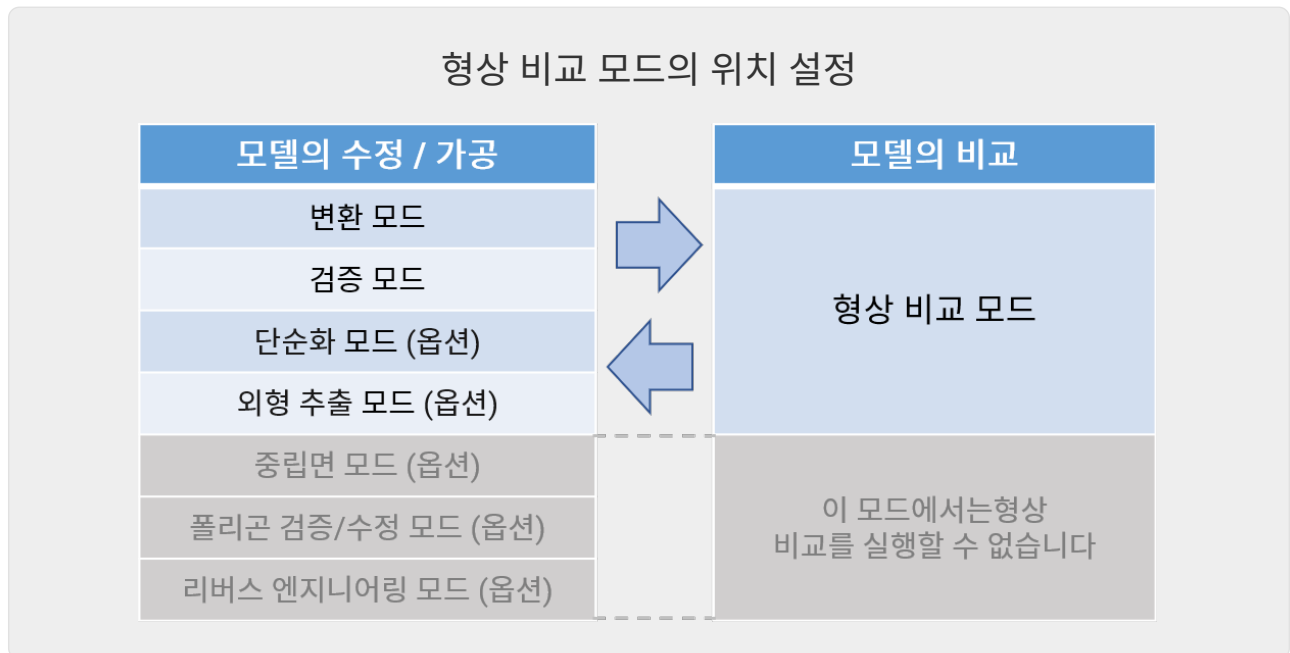 형상 비교 모드의 위치 설정
모델의 수정 / 가공
모델의 비교
변환 모드
검증 모드
단순화 모드 (옵션)
외형 추출 모드 (옵션)
형상 비교 모드
중립면 모드 (옵션)
폴리곤 검증/수정 모드 (옵션)
리버스 엔지니어링 모드 (옵션)
이 모드에서는형상
비교를 실행할 수 없습니다